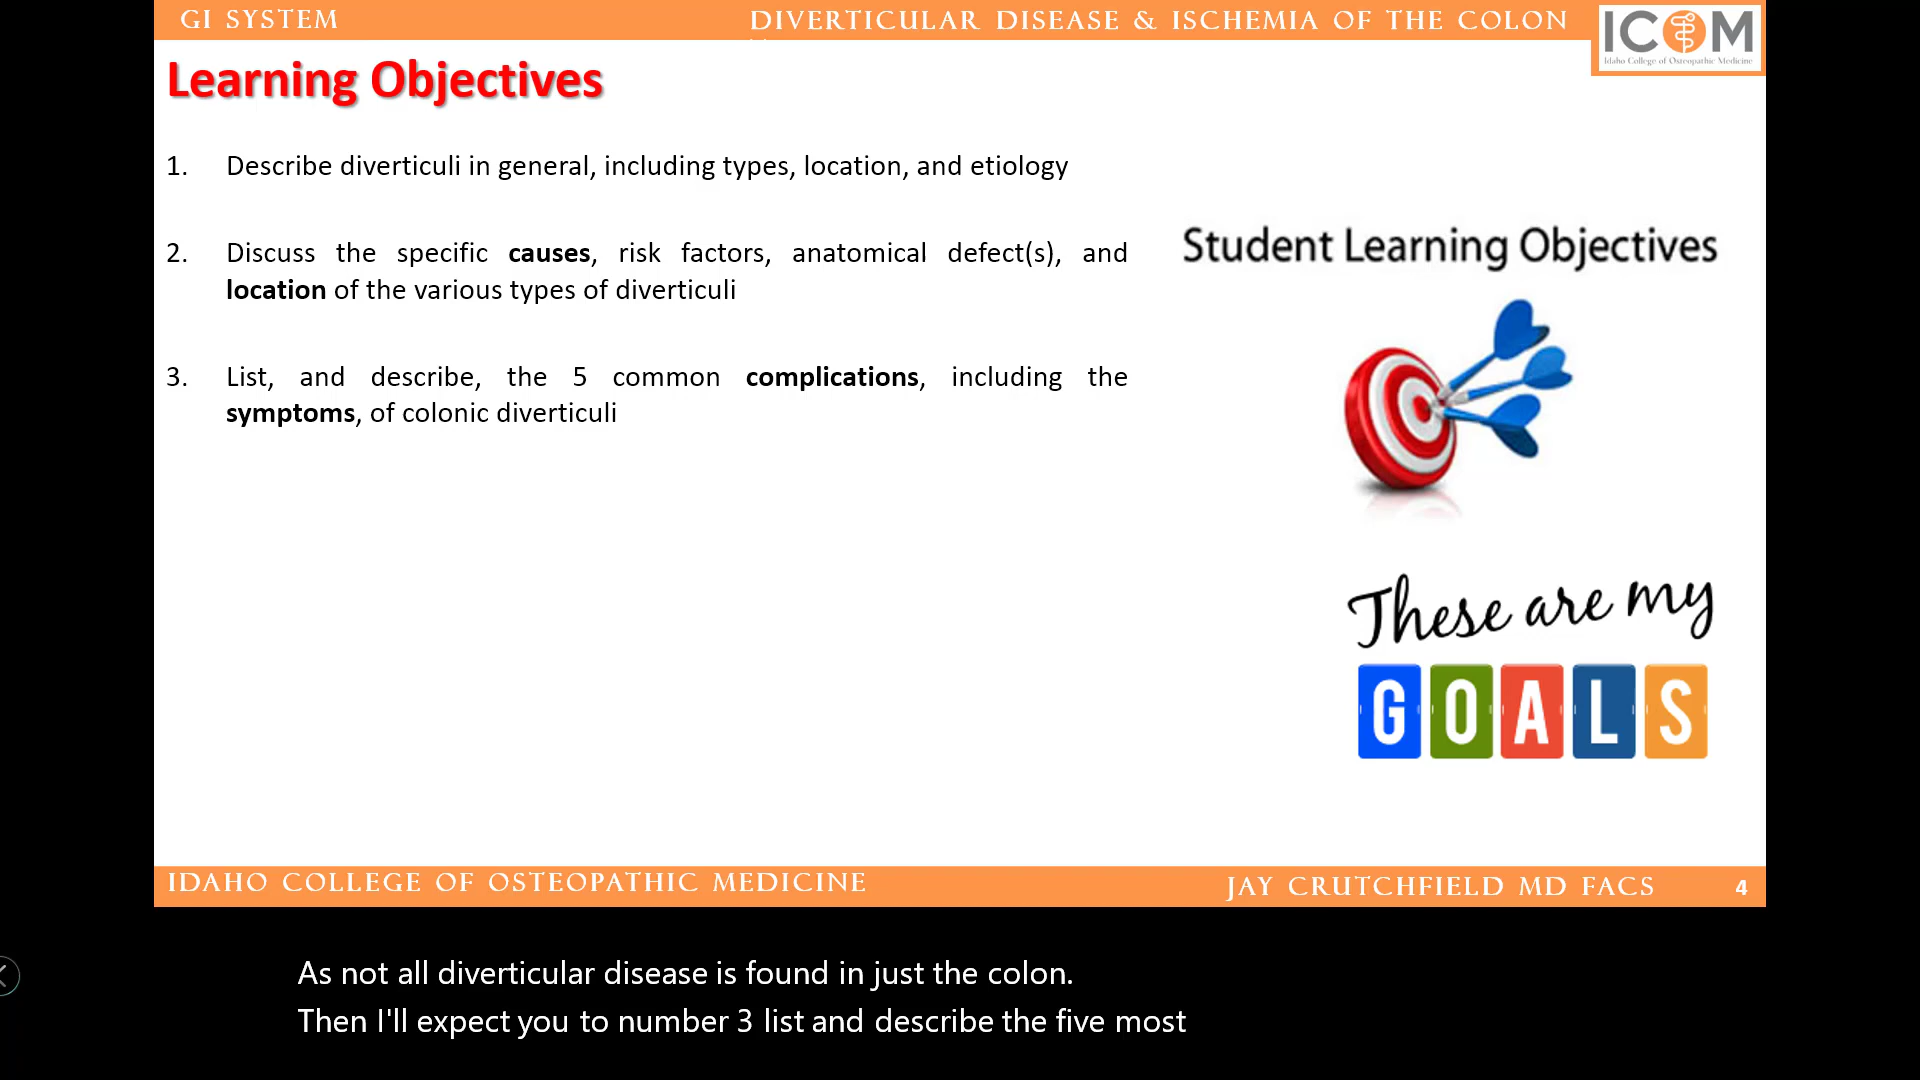 GI SYSTEM
DIVERTICULAR DISEASE & ISCHEMIA OF THE COLON
ICOM
Idaho College of Osteopathic Medicine
Learning Objectives
1. Describe diverticuli in general, including types, location, and etiology
2. Discuss the specific causes, risk factors, anatomical defect(s), and
location of the various types of diverticuli
3. List, and describe, the 5 common complications, including the
symptoms, of colonic diverticuli
Student Learning Objectives
These are my
GOALS
IDAHO COLLEGE OF OSTEOPATHIC MEDICINE
JAY CRUTCHFIELD MD FACS
4
As not all diverticular disease is found in just the colon.
Then I'll expect you to number 3 list and describe the five most